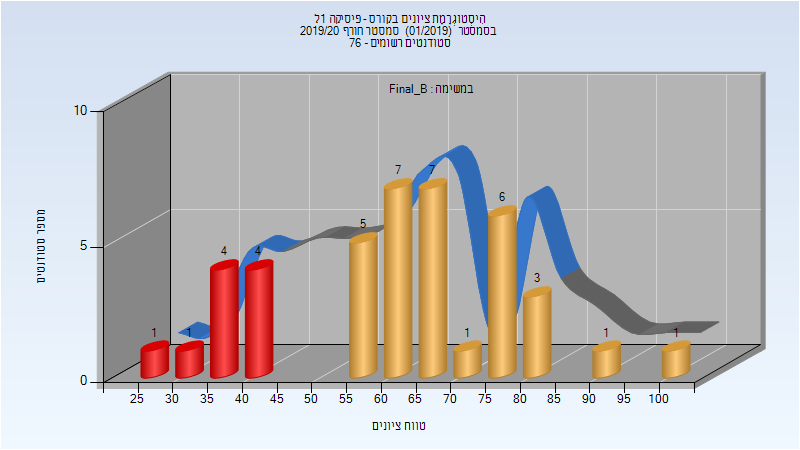 היסטוגרמת ציונים בקורס - פיסיקה 1ל
בסמסטר (01/2019) סמסטר חורף 2019/20
סטודנטים רשומים - 76
במשימה : Final_B
מספר סטודנטים
10
5
0
1
1
4
4
5
7
7
1
6
3
1
1
25 30 35 40 45 50 55 60 65 70 75 80 85 90 95 100
טווח ציונים